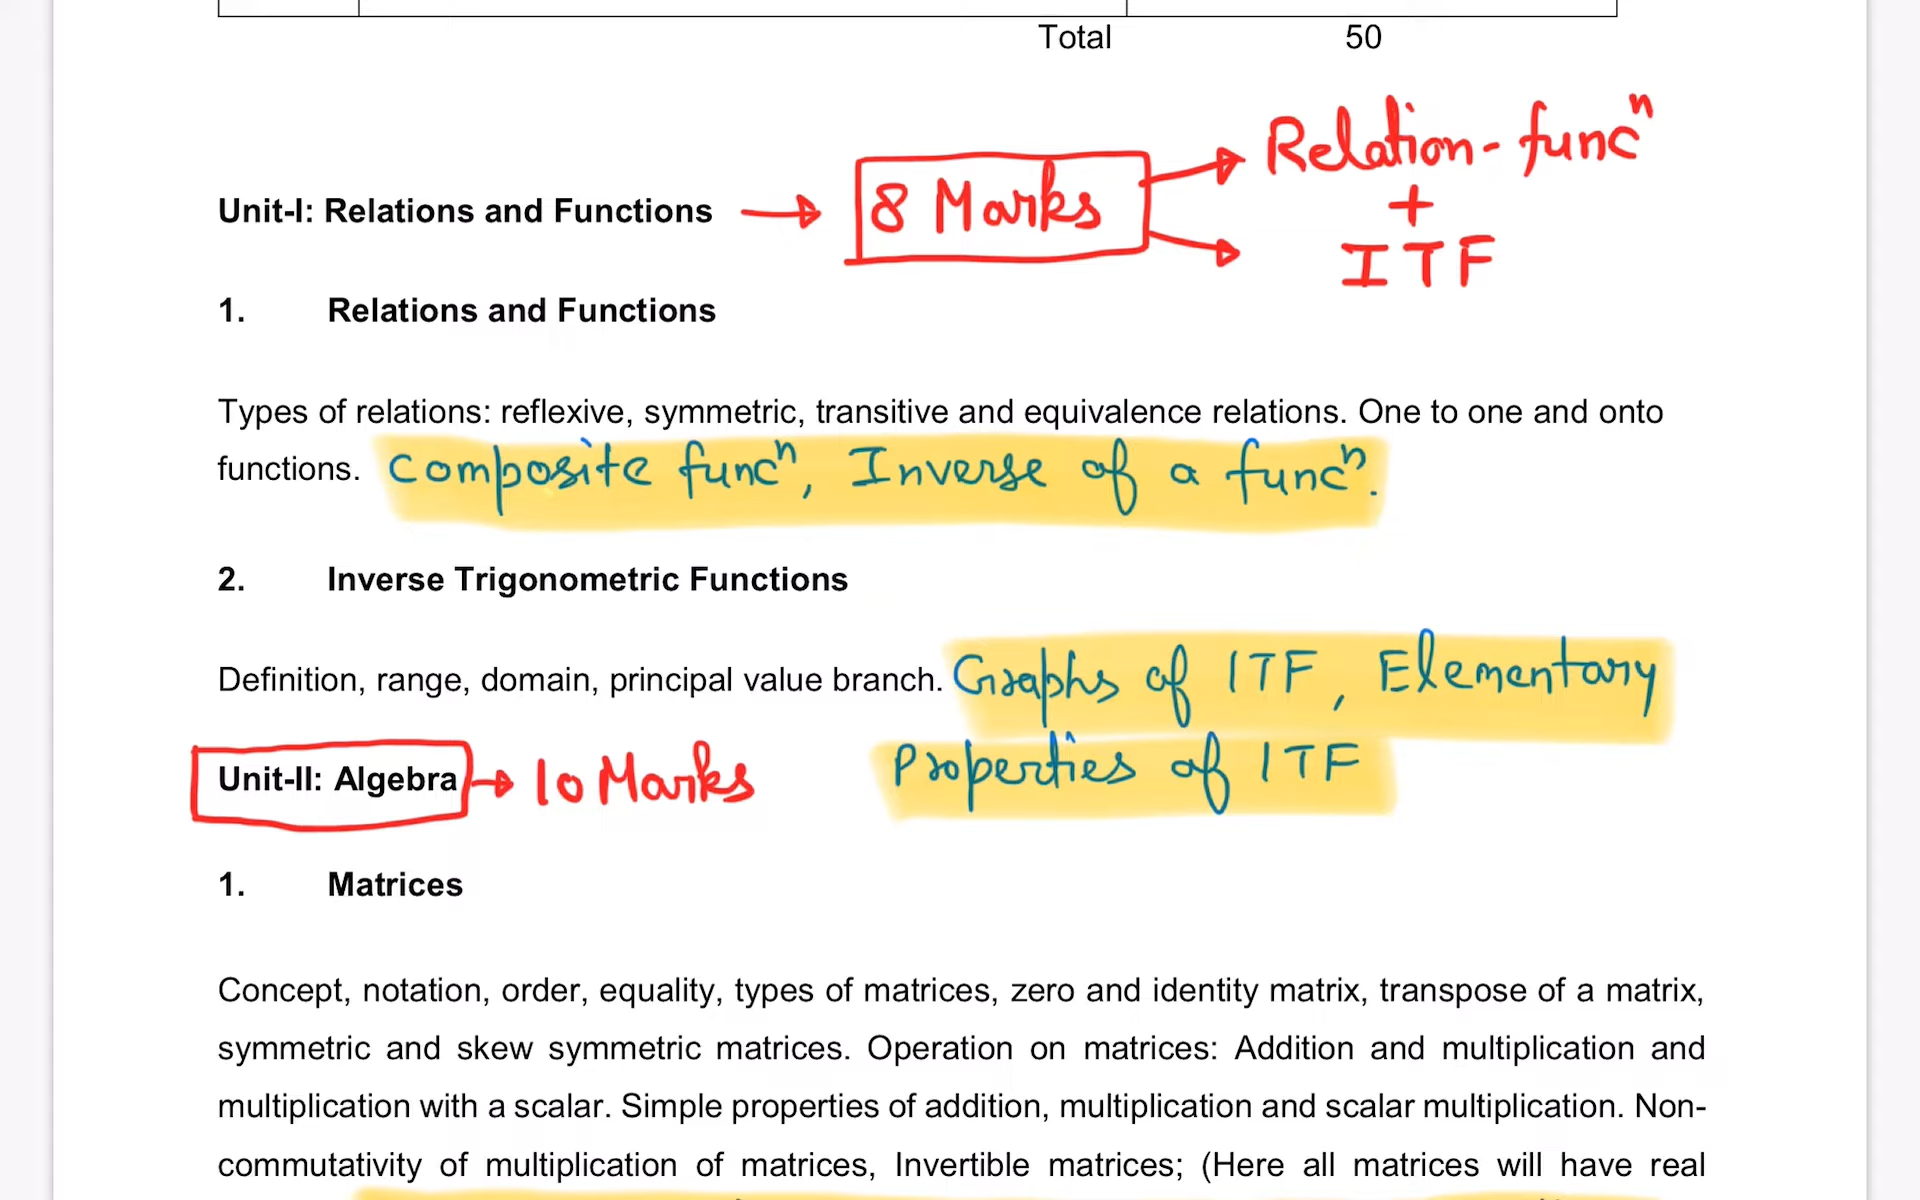 Total 50
Relation-funcⁿ
Unit-I: Relations and Functions → 8 Marks
+
ITF
1. Relations and Functions
Types of relations: reflexive, symmetric, transitive and equivalence relations. One to one and onto
functions. Composite funcⁿ, Inverse of a funcⁿ.
2. Inverse Trigonometric Functions
Definition, range, domain, principal value branch. Graphs of ITF, Elementary
Properties of ITF
Unit-II: Algebra → 10 Marks
1. Matrices
Concept, notation, order, equality, types of matrices, zero and identity matrix, transpose of a matrix,
symmetric and skew symmetric matrices. Operation on matrices: Addition and multiplication and
multiplication with a scalar. Simple properties of addition, multiplication and scalar multiplication. Non-
commutativity of multiplication of matrices, Invertible matrices; (Here all matrices will have real